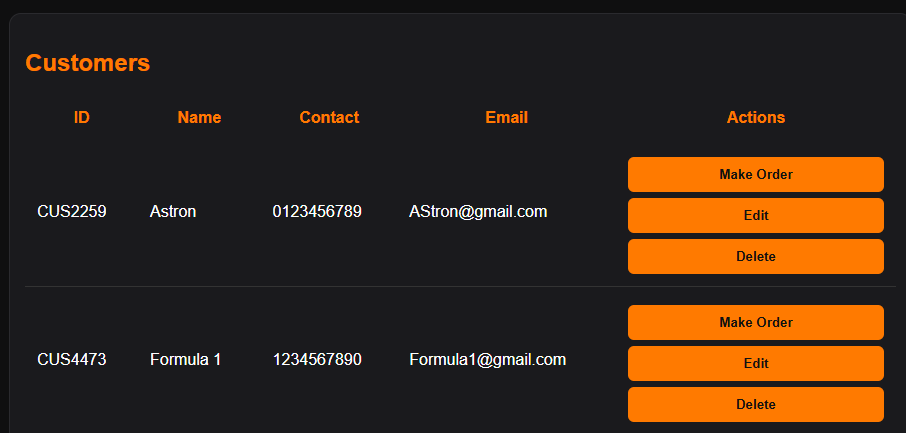 Customers
ID Name Contact Email Actions
Make Order
CUS2259 Astron 0123456789 AStron@gmail.com Edit
Delete
Make Order
CUS4473 Formula 1 1234567890 Formula1@gmail.com Edit
Delete